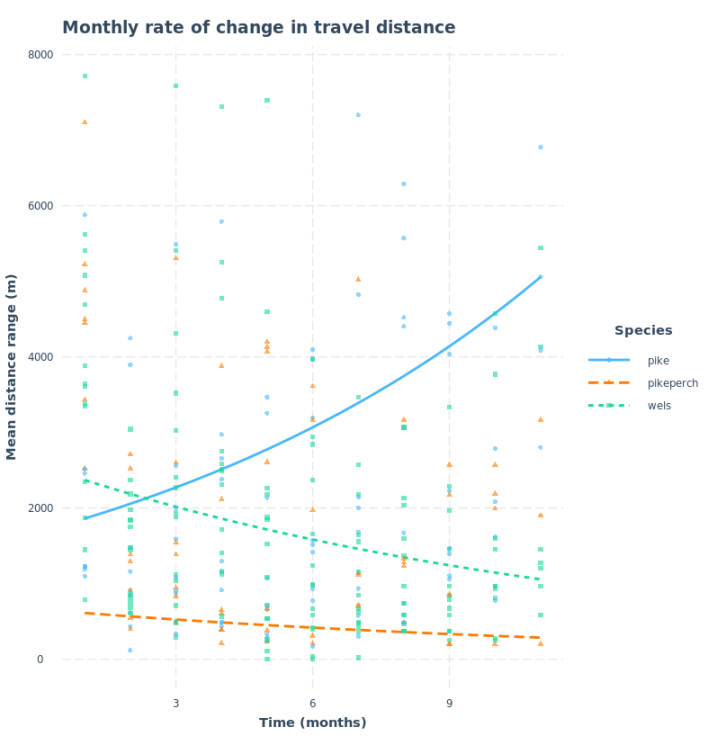 Monthly rate of change in travel distance
8000
6000
4000
2000
0
Mean distance range (m)
3
6
9
Time (months)
Species
pike
pikeperch
wels